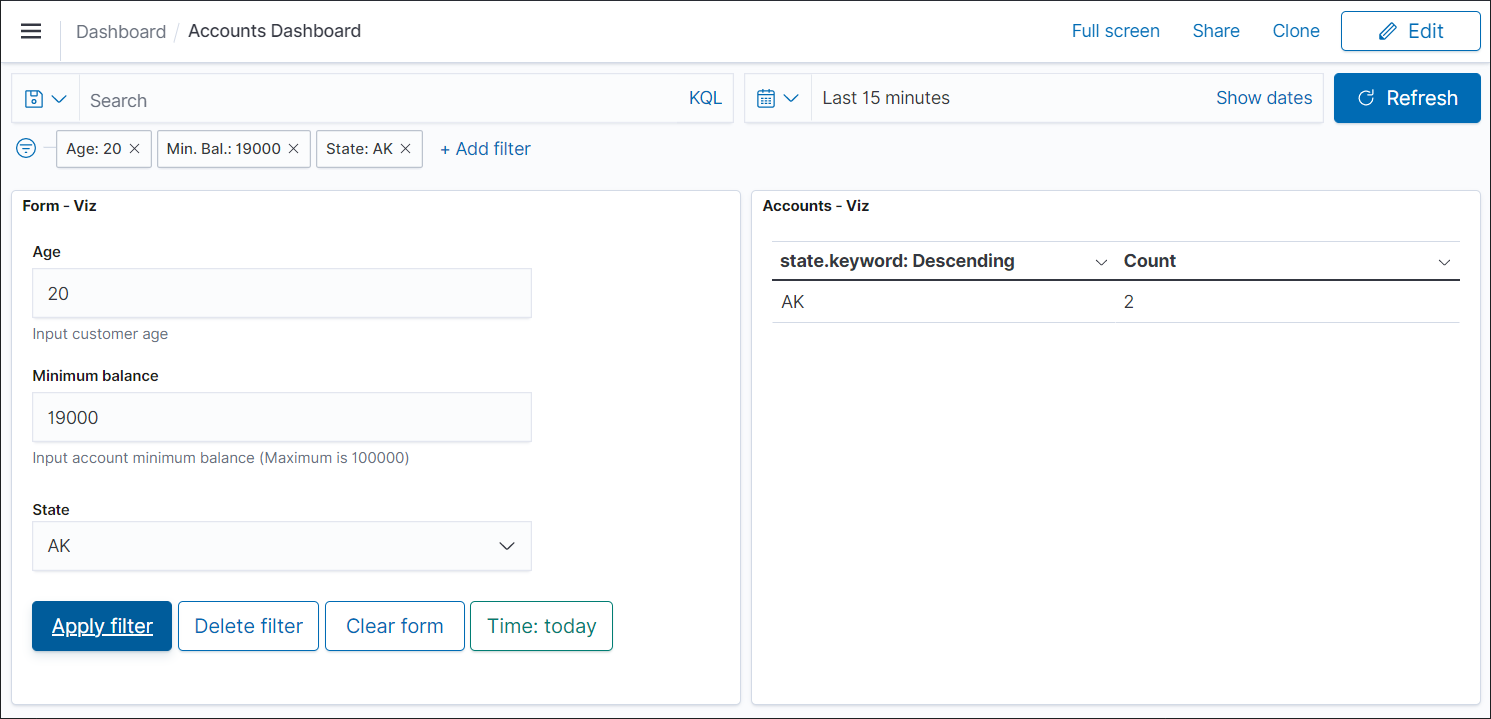 Dashboard / Accounts Dashboard Full screen Share Clone Edit
Search KQL Last 15 minutes Show dates Refresh
Age: 20 × Min. Bal.: 19000 × State: AK × + Add filter
Form - Viz
Age
20
Input customer age
Minimum balance
19000
Input account minimum balance (Maximum is 100000)
State
AK
Apply filter Delete filter Clear form Time: today
Accounts - Viz
state.keyword: Descending Count
AK 2